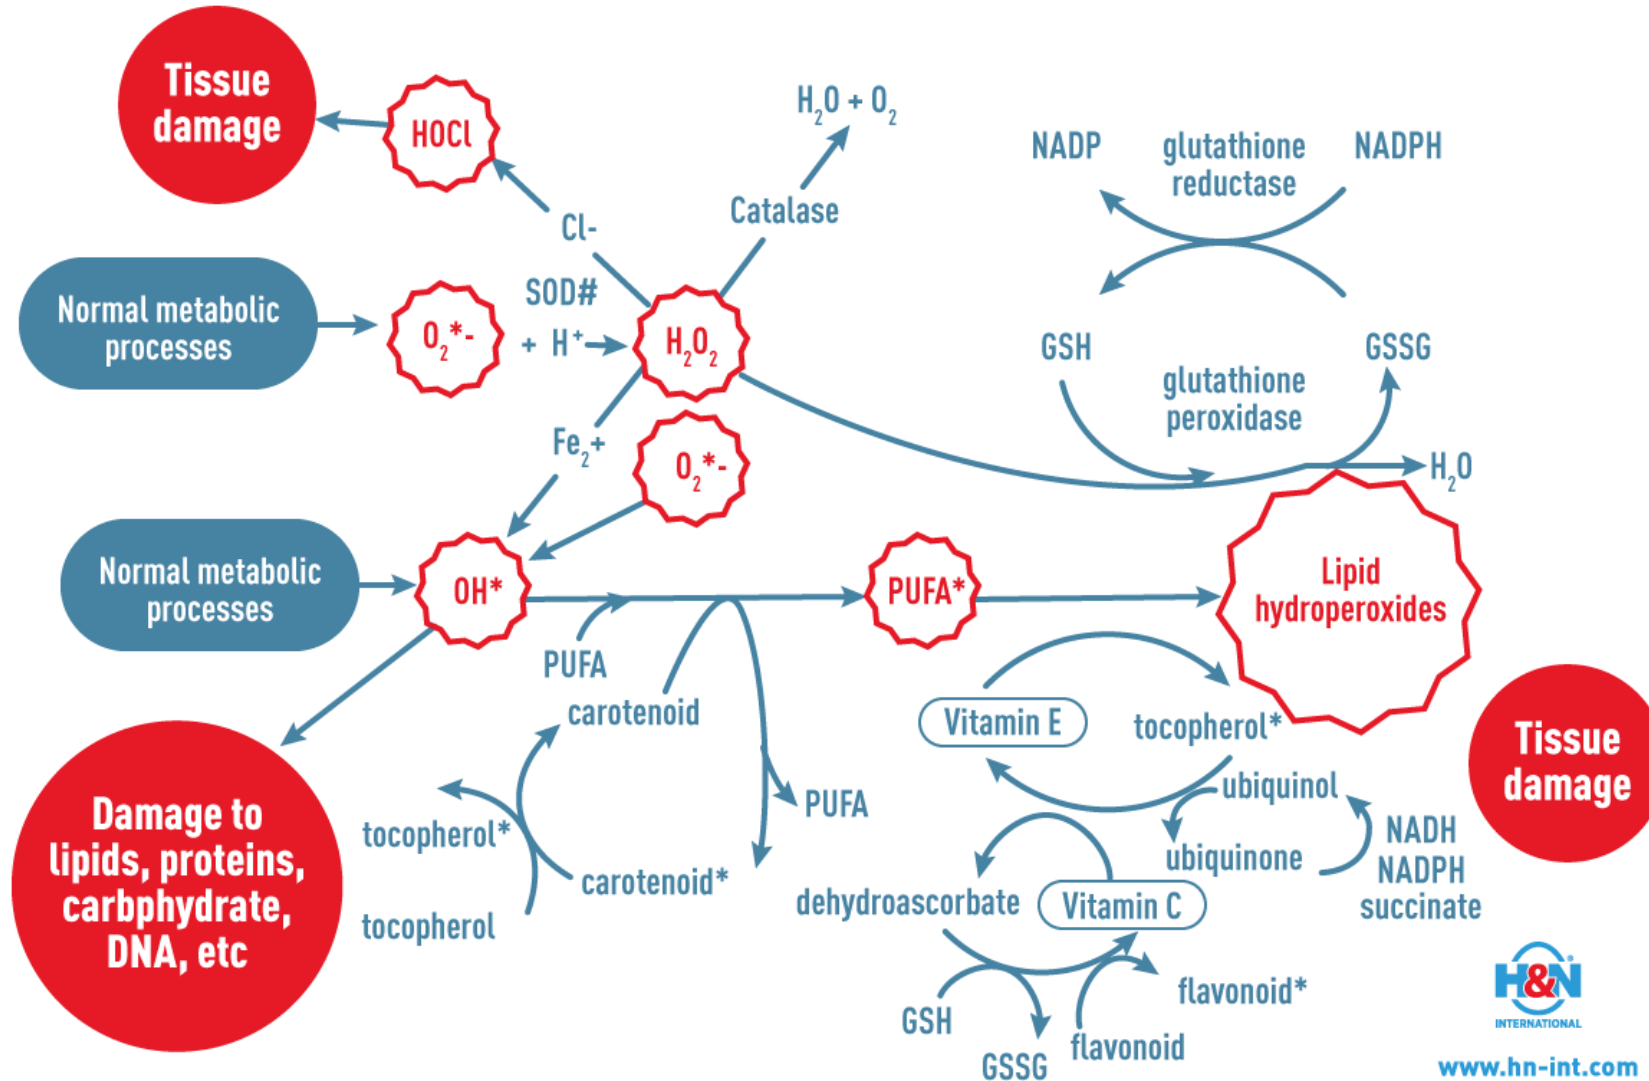 Tissue
damage
HOCl
Cl-
H₂O + O₂
Catalase
NADP
glutathione
reductase
NADPH
Normal metabolic
processes
O₂*-
SOD#
+ H⁺
H₂O₂
GSH
glutathione
peroxidase
GSSG
Fe₂+
O₂*-
H₂O
Normal metabolic
processes
OH*
PUFA
PUFA*
Lipid
hydroperoxides
carotenoid
Vitamin E
tocopherol*
Tissue
damage
PUFA
ubiquinol
ubiquinone
NADH
NADPH
succinate
Damage to
lipids, proteins,
carbphydrate,
DNA, etc
tocopherol*
carotenoid*
tocopherol
dehydroascorbate
Vitamin C
GSH
GSSG
flavonoid
flavonoid*
H&N
®
INTERNATIONAL
www.hn-int.com